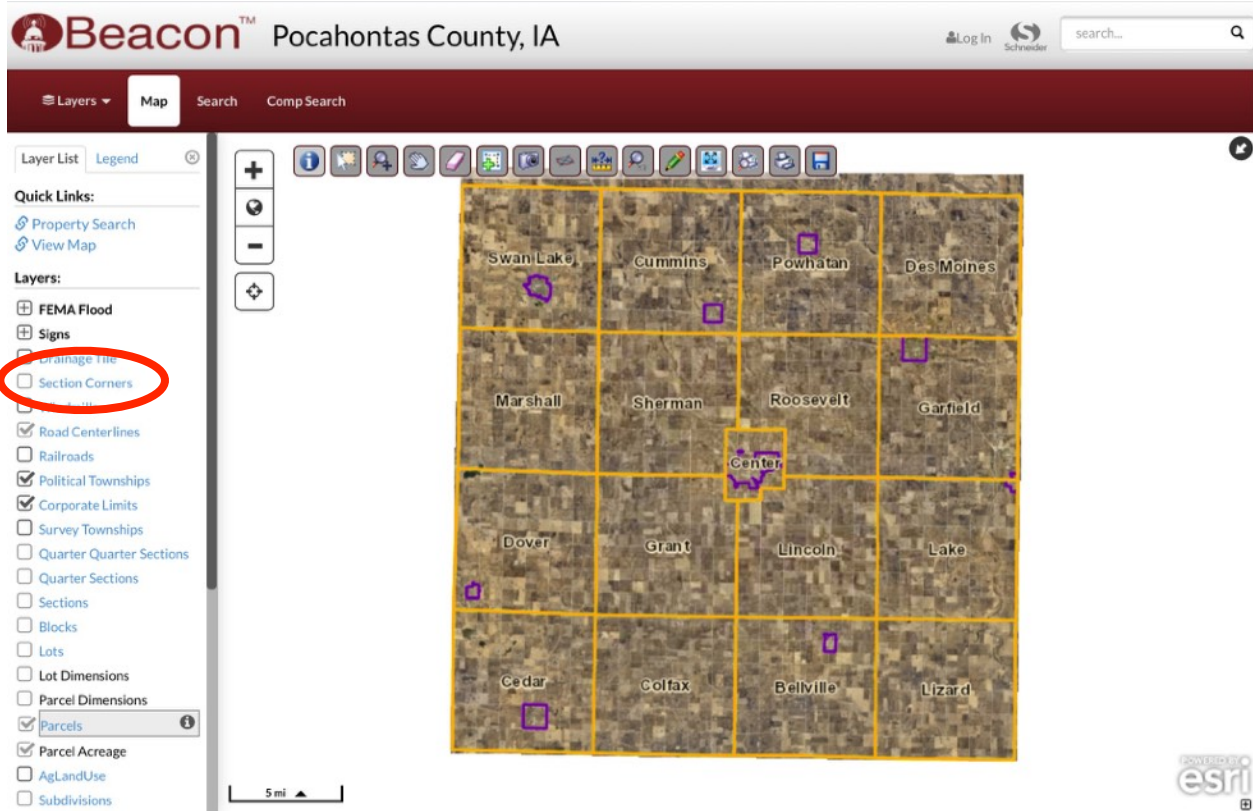 Beacon™ Pocahontas County, IA
Log In
Schneider
search...
Layers
Map
Search
Comp Search
Layer List
Legend
Quick Links:
Property Search
View Map
Layers:
FEMA Flood
Signs
Drainage Tile
Section Corners
Road Centerlines
Railroads
Political Townships
Corporate Limits
Survey Townships
Quarter Quarter Sections
Quarter Sections
Sections
Blocks
Lots
Lot Dimensions
Parcel Dimensions
Parcels
Parcel Acreage
AgLandUse
Subdivisions
Swan Lake
Cummins
Powhatan
Des Moines
Marshall
Sherman
Roosevelt
Garfield
Center
Dover
Grant
Lincoln
Lake
Cedar
Colfax
Bellville
Lizard
5 mi
POWERED BY
esri